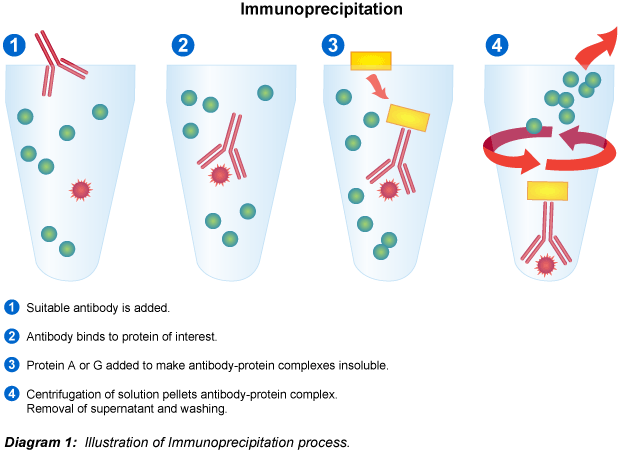 Immunoprecipitation
1
2
3
4
1 Suitable antibody is added.
2 Antibody binds to protein of interest.
3 Protein A or G added to make antibody-protein complexes insoluble.
4 Centrifugation of solution pellets antibody-protein complex.
Removal of supernatant and washing.
Diagram 1: Illustration of Immunoprecipitation process.